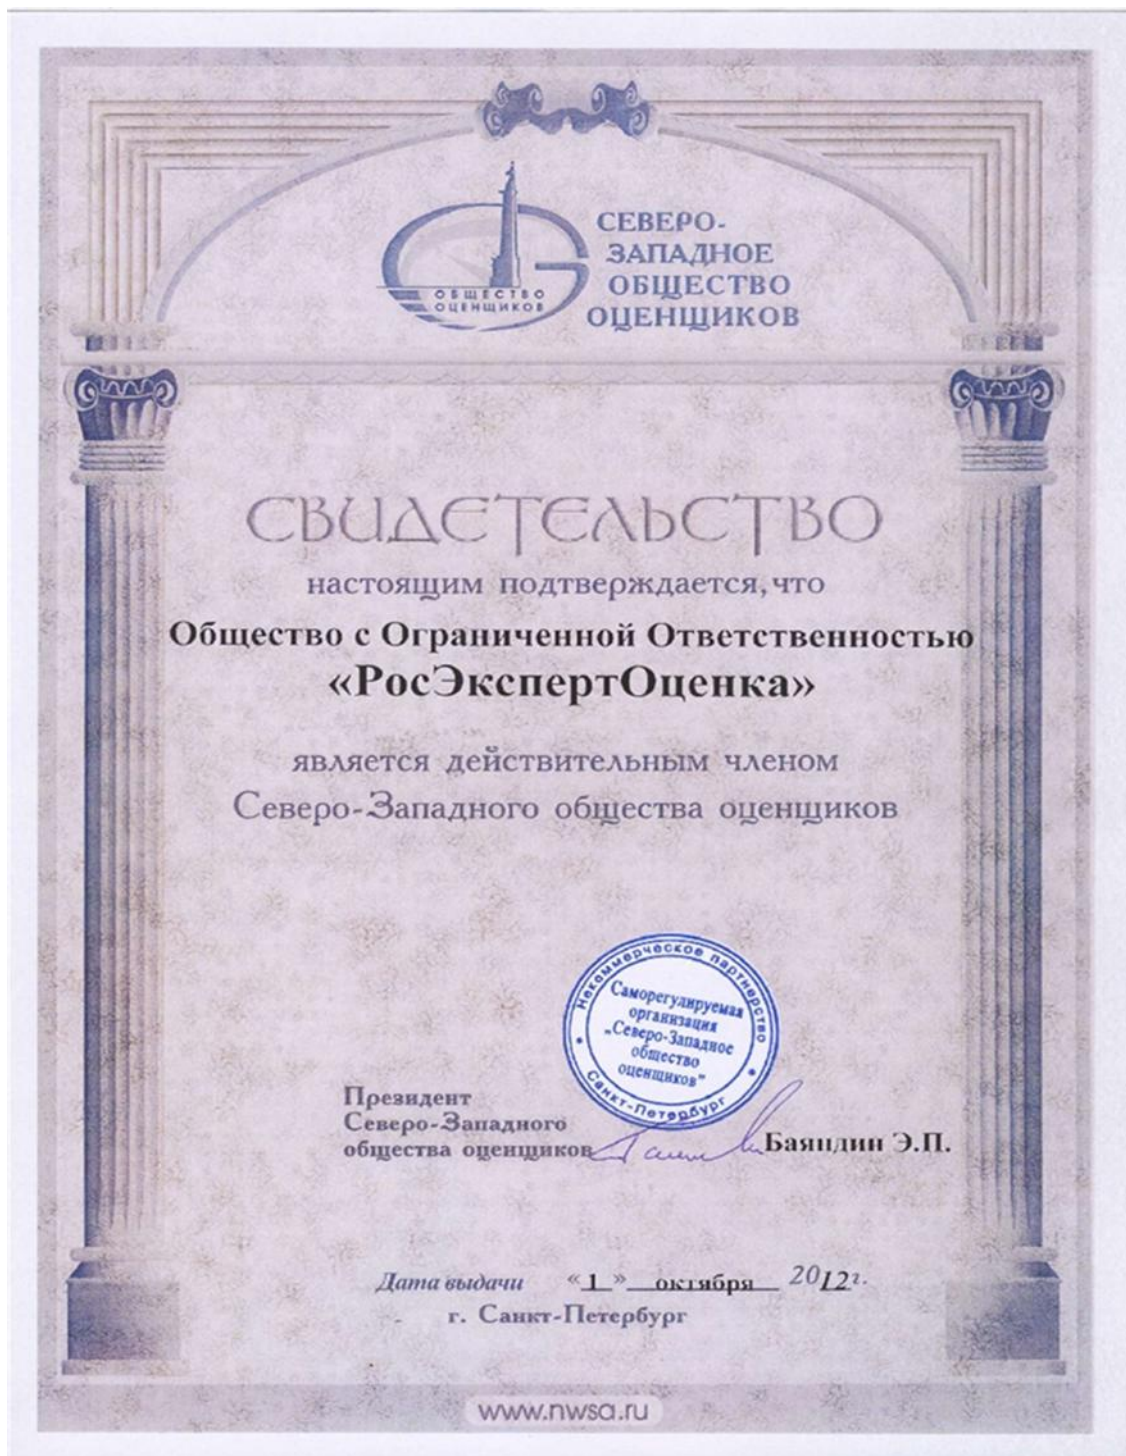 СЕВЕРО-
ЗАПАДНОЕ
ОБЩЕСТВО
ОЦЕНЩИКОВ
ОБЩЕСТВО
ОЦЕНЩИКОВ
СВИДЕТЕЛЬСТВО
настоящим подтверждается, что
Общество с Ограниченной Ответственностью
«РосЭкспертОценка»
является действительным членом
Северо-Западного общества оценщиков
Некоммерческое партнерство
Саморегулируемая
организация
„Северо-Западное
общество
оценщиков"
Санкт-Петербург
Президент
Северо-Западного
общества оценщиков
Баяндин Э.П.
Дата выдачи « 1 » октября 2012г.
г. Санкт-Петербург
www.nwsa.ru